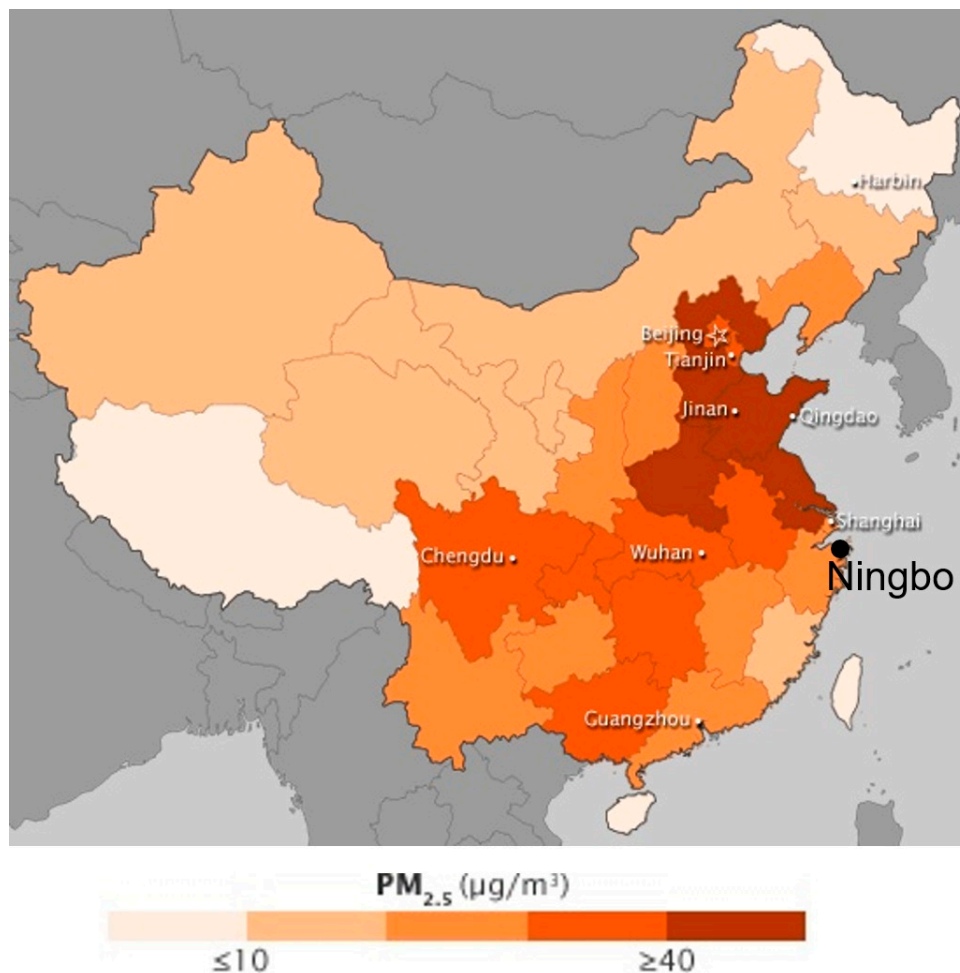 Harbin
Beijing
Tianjin
Jinan
Qingdao
Shanghai
Chengdu
Wuhan
Ningbo
Guangzhou
PM2.5 (µg/m³)
≤10
≥40